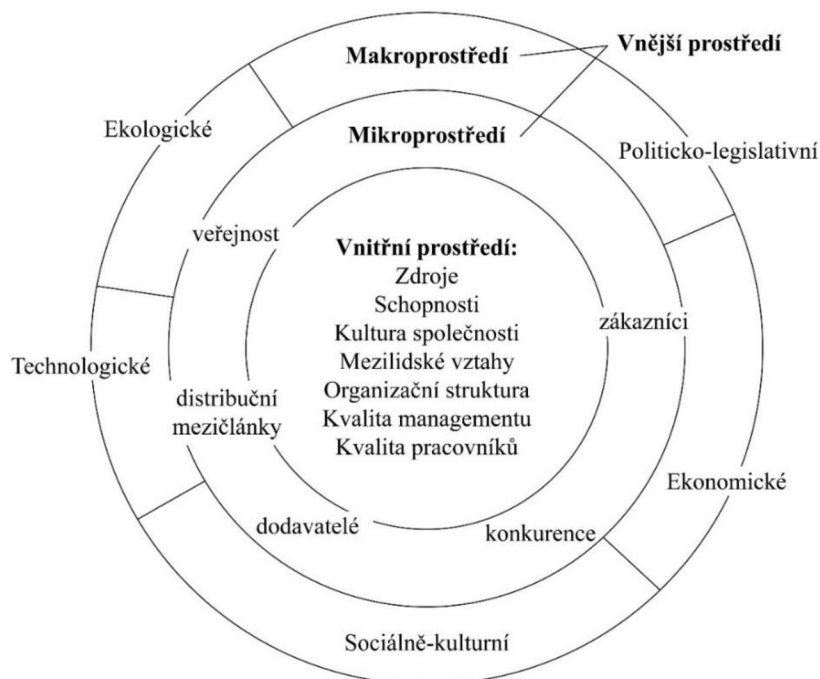 Makroprostředí
Vnější prostředí
Ekologické
Mikroprostředí
Politicko-legislativní
veřejnost
Vnitřní prostředí:
Zdroje
Schopnosti
Kultura společnosti
Mezilidské vztahy
Organizační struktura
Kvalita managementu
Kvalita pracovníků
zákazníci
Technologické
distribuční
mezičlánky
Ekonomické
dodavatelé
konkurence
Sociálně-kulturní